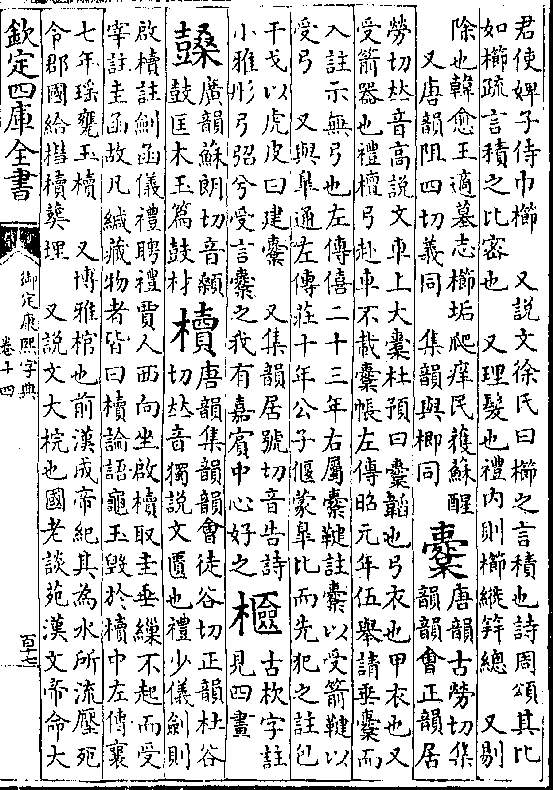 君使婢子侍巾櫛 又說文徐氏曰櫛之言積也詩周頌其比
如櫛疏言積之比密也 又理髮也禮內則櫛縰笄總 又剔
除也韓愈王適墓志櫛垢爬痒民獲蘇醒
又唐韻阻四切義同 集韻與楖同
櫜
唐韻古勞切集
韻韻會正韻居
勞切𠀤音高說文車上大櫜杜預曰櫜韜也弓衣也甲衣也又
受箭器也禮檀弓赴車不載櫜帳左傳昭元年伍舉請垂櫜而
入註示無弓也左傳僖二十三年右屬櫜鞬註櫜以受箭鞬以
受弓 又與皐通左傳莊十年公子偃蒙皐比而先犯之註包
干戈以虎皮曰建櫜 又集韻居號切音告詩
小雅彤弓弨兮受言櫜之我有嘉賓中心好之
古字註
見四畫
廣韻蘇朗切音顙
鼓匡木玉篇鼓材
櫝
唐韻集韻韻會徒谷切正韻杜谷
切𠀤音獨說文匱也禮少儀劒則
啟櫝註劒函儀禮聘禮賈人西向坐啟櫝取圭垂繅不起而受
宰註圭函故凡緘藏物者皆曰櫝論語龜玉毀於櫝中左傳襄
七年瑤甕玉櫝 又博雅棺也前漢成帝紀其為水所流壓死
令郡國給槥櫝葬埋 又說文大梡也國老談苑漢文帝命大
欽定四庫全書
御定康熙字典
卷十四
百十七